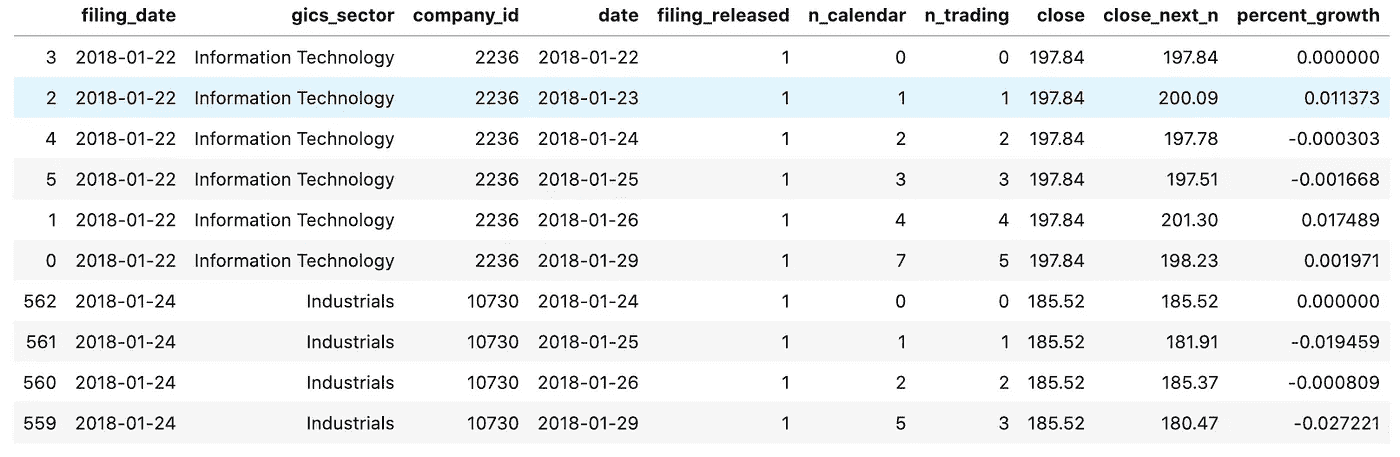 filing_date gics_sector company_id date filing_released n_calendar n_trading close close_next_n percent_growth
3 2018-01-22 Information Technology 2236 2018-01-22 1 0 0 197.84 197.84 0.000000
2 2018-01-22 Information Technology 2236 2018-01-23 1 1 1 197.84 200.09 0.011373
4 2018-01-22 Information Technology 2236 2018-01-24 1 2 2 197.84 197.78 -0.000303
5 2018-01-22 Information Technology 2236 2018-01-25 1 3 3 197.84 197.51 -0.001668
1 2018-01-22 Information Technology 2236 2018-01-26 1 4 4 197.84 201.30 0.017489
0 2018-01-22 Information Technology 2236 2018-01-29 1 7 5 197.84 198.23 0.001971
562 2018-01-24 Industrials 10730 2018-01-24 1 0 0 185.52 185.52 0.000000
561 2018-01-24 Industrials 10730 2018-01-25 1 1 1 185.52 181.91 -0.019459
560 2018-01-24 Industrials 10730 2018-01-26 1 2 2 185.52 185.37 -0.000809
559 2018-01-24 Industrials 10730 2018-01-29 1 5 3 185.52 180.47 -0.027221